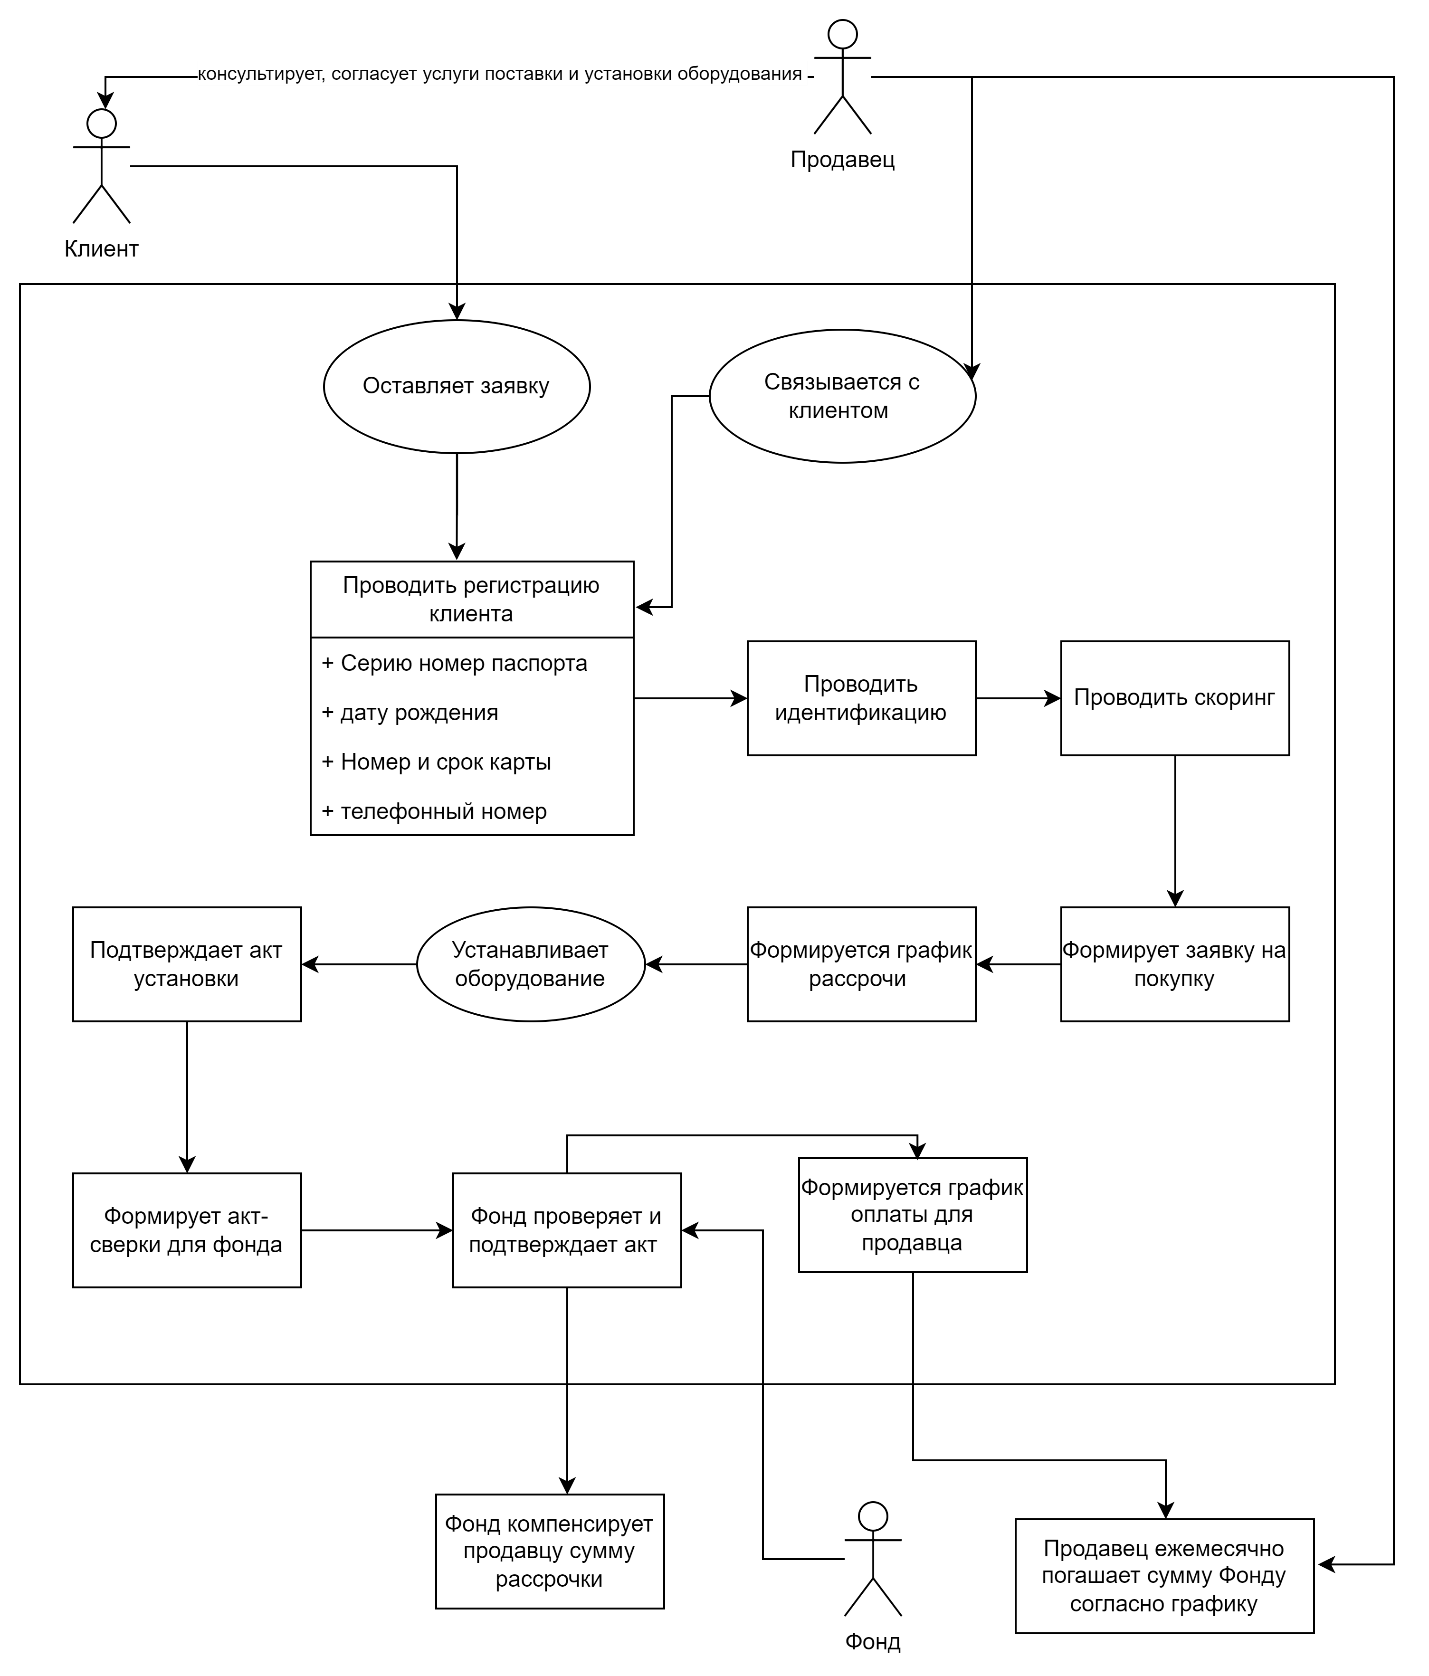 консультирует, согласует услуги поставки и установки оборудования
Продавец
Клиент
Оставляет заявку
Связывается с
клиентом
Проводить регистрацию
клиента
+ Серию номер паспорта
+ дату рождения
+ Номер и срок карты
+ телефонный номер
Проводить
идентификацию
Проводить скоринг
Подтверждает акт
установки
Устанавливает
оборудование
Формируется график
рассрочи
Формирует заявку на
покупку
Формирует акт-
сверки для фонда
Фонд проверяет и
подтверждает акт
Формируется график
оплаты для
продавца
Фонд компенсирует
продавцу сумму
рассрочки
Фонд
Продавец ежемесячно
погашает сумму Фонду
согласно графику